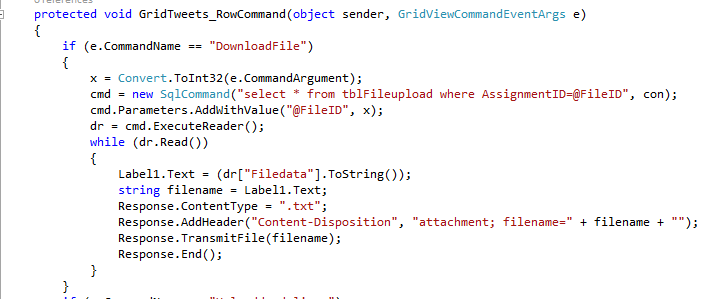 0 references
protected void GridTweets_RowCommand(object sender, GridViewCommandEventArgs e)
{
if (e.CommandName == "DownloadFile")
{
x = Convert.ToInt32(e.CommandArgument);
cmd = new SqlCommand("select * from tblFileupload where AssignmentID=@FileID", con);
cmd.Parameters.AddWithValue("@FileID", x);
dr = cmd.ExecuteReader();
while (dr.Read())
{
Label1.Text = (dr["Filedata"].ToString());
string filename = Label1.Text;
Response.ContentType = ".txt";
Response.AddHeader("Content-Disposition", "attachment; filename=" + filename + "");
Response.TransmitFile(filename);
Response.End();
}
}